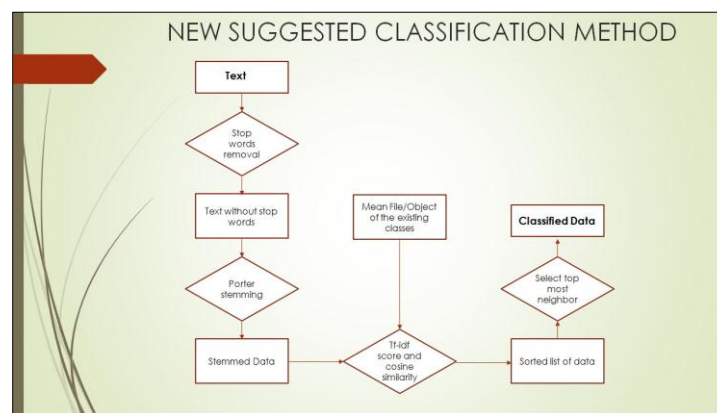 NEW SUGGESTED CLASSIFICATION METHOD
Text
Stop
words
removal
Text without stop
words
Porter
stemming
Stemmed Data
Mean File/Object
of the existing
classes
Tf-idf
score and
cosine
similarity
Sorted list of data
Select top
most
neighbor
Classified Data